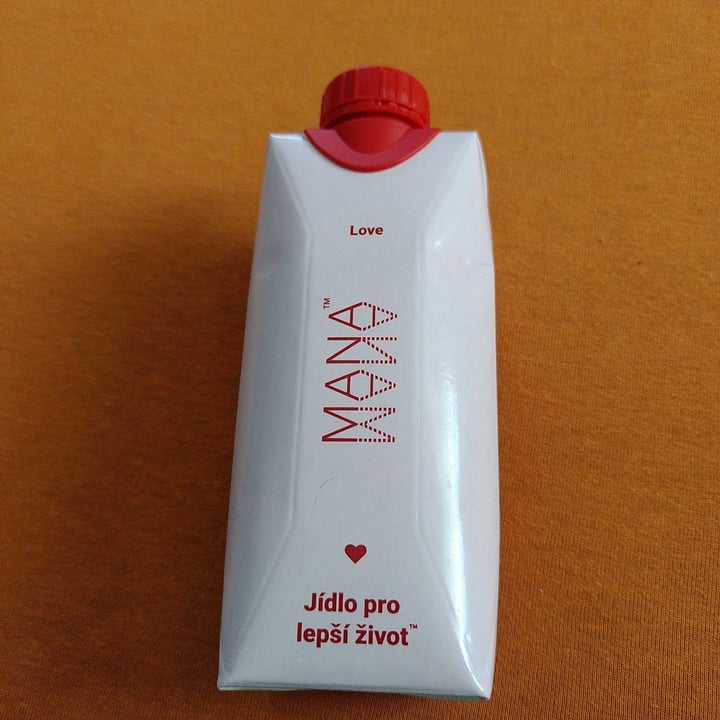 Love
MANA™
Jídlo pro
lepší život™